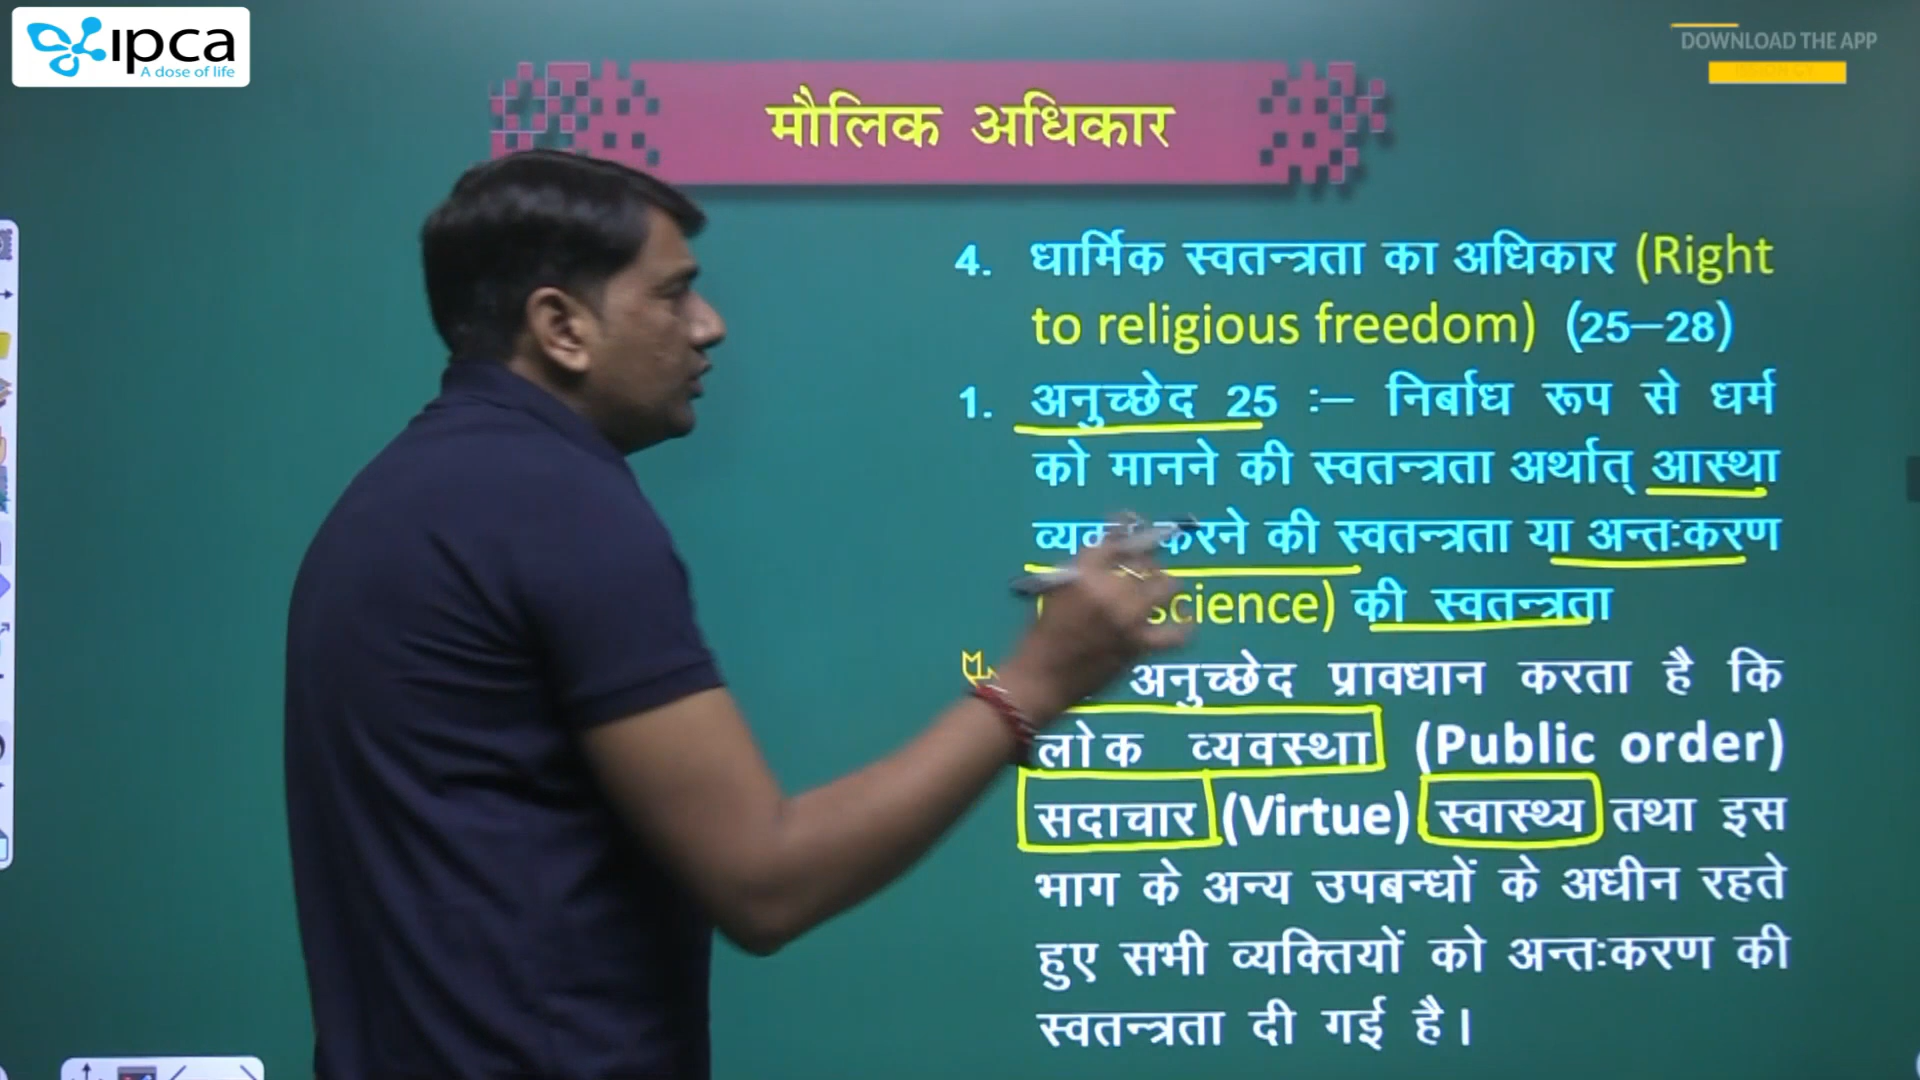 ipca
A dose of life
DOWNLOAD THE APP
मौलिक अधिकार
4. धार्मिक स्वतन्त्रता का अधिकार (Right
to religious freedom) (25–28)
1. अनुच्छेद 25 :– निर्बाध रूप से धर्म
को मानने की स्वतन्त्रता अर्थात् आस्था
करने की स्वतन्त्रता या अन्तःकरण
की स्वतन्त्रता
अनुच्छेद प्रावधान करता है कि
लोक व्यवस्था (Public order)
सदाचार (Virtue) स्वास्थ्य तथा इस
भाग के अन्य उपबन्धों के अधीन रहते
हुए सभी व्यक्तियों को अन्तःकरण की
स्वतन्त्रता दी गई है।